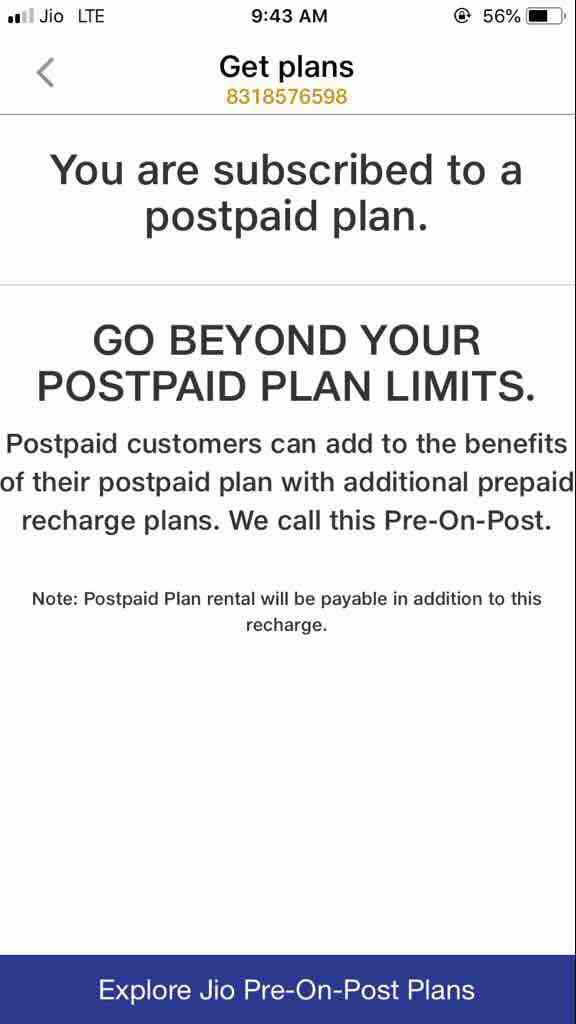 Jio LTE 9:43 AM 56%
Get plans
8318576598
You are subscribed to a
postpaid plan.
GO BEYOND YOUR
POSTPAID PLAN LIMITS.
Postpaid customers can add to the benefits
of their postpaid plan with additional prepaid
recharge plans. We call this Pre-On-Post.
Note: Postpaid Plan rental will be payable in addition to this
recharge.
Explore Jio Pre-On-Post Plans